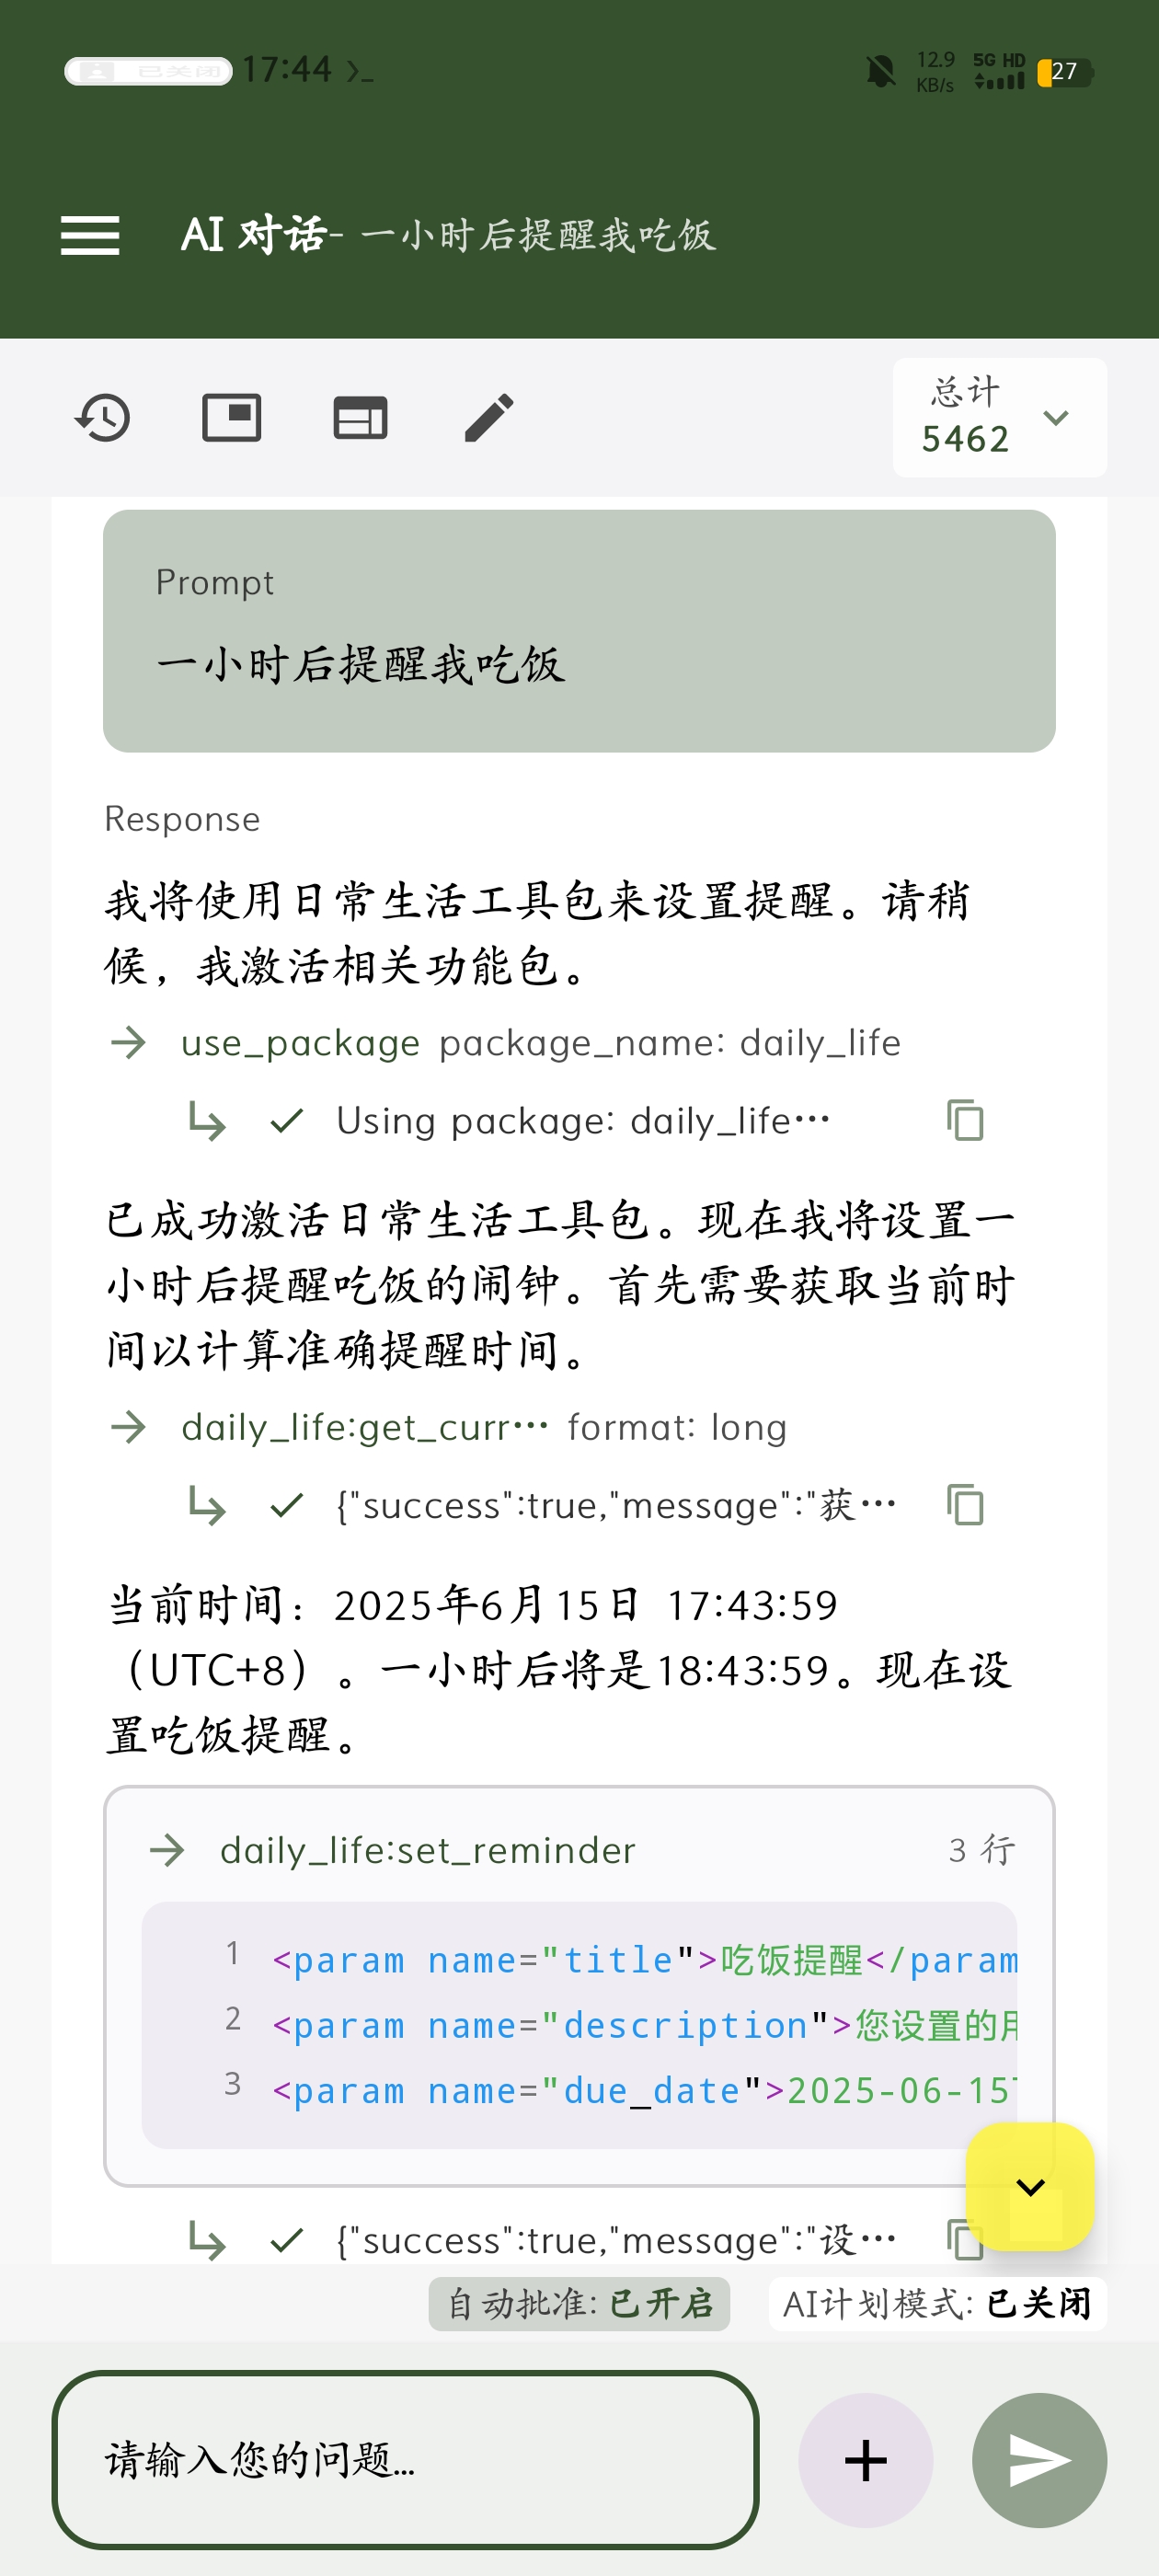 已关闭 17:44
12.9 KB/s 5G HD 27
AI 对话- 一小时后提醒我吃饭
总计
5462
Prompt
一小时后提醒我吃饭
Response
我将使用日常生活工具包来设置提醒。请稍
候，我激活相关功能包。
use_package package_name: daily_life
Using package: daily_life…
已成功激活日常生活工具包。现在我将设置一
小时后提醒吃饭的闹钟。首先需要获取当前时
间以计算准确提醒时间。
daily_life:get_curr… format: long
{"success":true,"message":"获…
当前时间：2025年6月15日 17:43:59
（UTC+8）。一小时后将是18:43:59。现在设
置吃饭提醒。
daily_life:set_reminder 3 行
1 <param name="title">吃饭提醒</param
2 <param name="description">您设置的用
3 <param name="due_date">2025-06-15T
{"success":true,"message":"设…
自动批准: 已开启 AI计划模式: 已关闭
请输入您的问题...